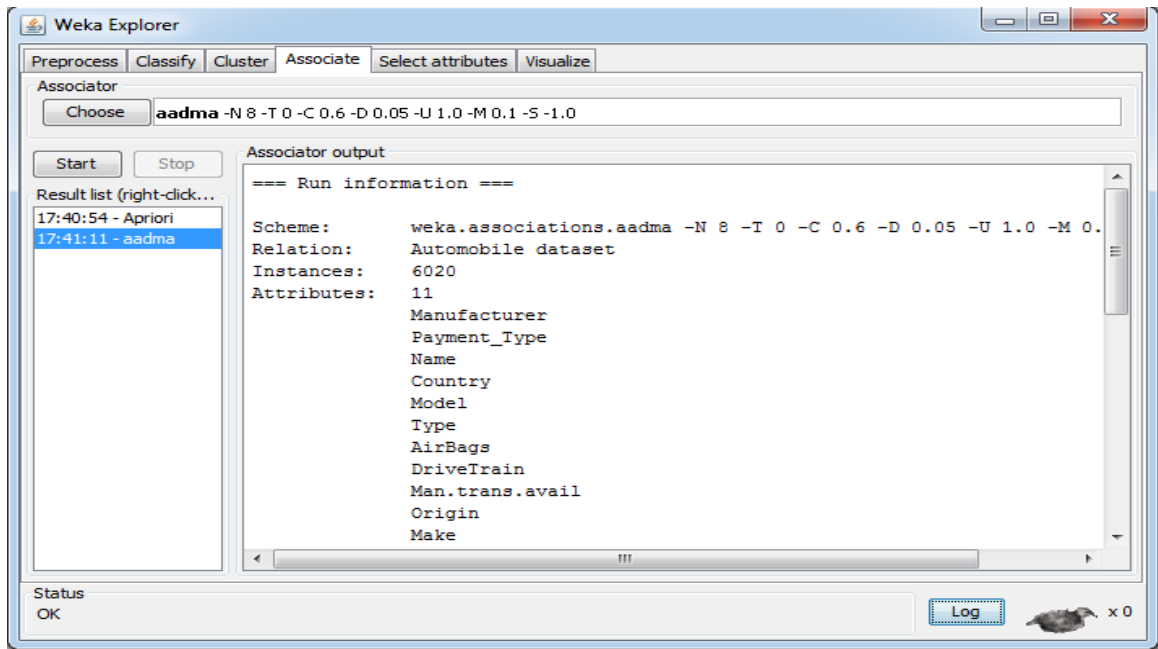 Weka Explorer
Preprocess Classify Cluster Associate Select attributes Visualize
Associator
Choose aadma -N 8 -T 0 -C 0.6 -D 0.05 -U 1.0 -M 0.1 -S -1.0
Start Stop
Result list (right-click...
17:40:54 - Apriori
17:41:11 - aadma
Associator output
=== Run information ===
Scheme: weka.associations.aadma -N 8 -T 0 -C 0.6 -D 0.05 -U 1.0 -M 0.
Relation: Automobile dataset
Instances: 6020
Attributes: 11
Manufacturer
Payment_Type
Name
Country
Model
Type
AirBags
DriveTrain
Man.trans.avail
Origin
Make
Status
OK
Log x 0